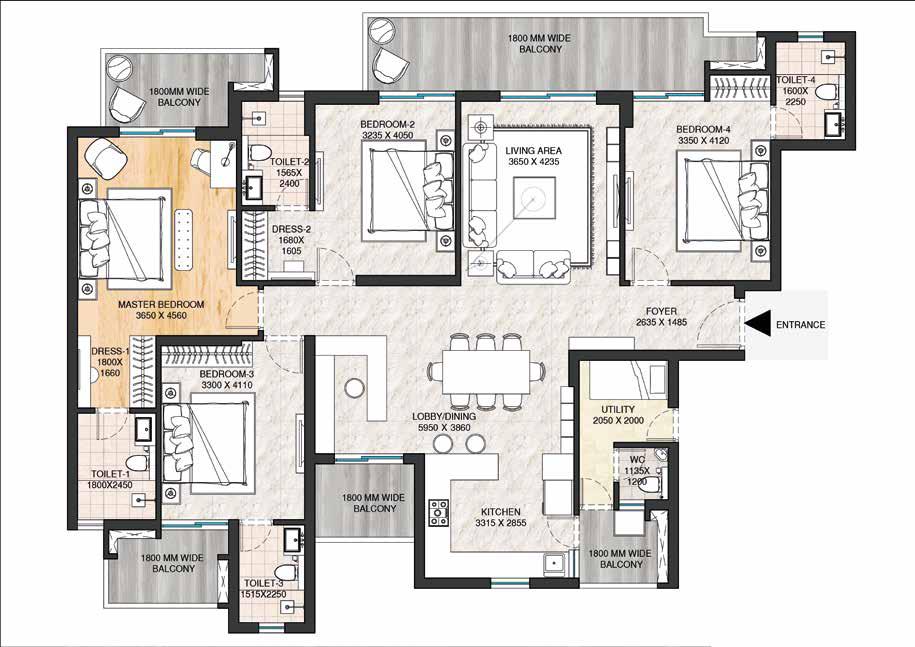 1800 MM WIDE
BALCONY
1800MM WIDE
BALCONY
TOILET-4
1600X
2250
BEDROOM-2
3235 X 4050
LIVING AREA
3650 X 4235
BEDROOM-4
3350 X 4120
TOILET-2
1565X
2400
DRESS-2
1680X
1605
MASTER BEDROOM
3650 X 4560
FOYER
2635 X 1485
ENTRANCE
DRESS-1
1800X
1660
BEDROOM-3
3300 X 4110
LOBBY/DINING
5950 X 3860
UTILITY
2050 X 2000
TOILET-1
1800X2450
WC
1135X
1200
1800 MM WIDE
BALCONY
KITCHEN
3315 X 2855
1800 MM WIDE
BALCONY
1800 MM WIDE
BALCONY
TOILET-3
1515X2250